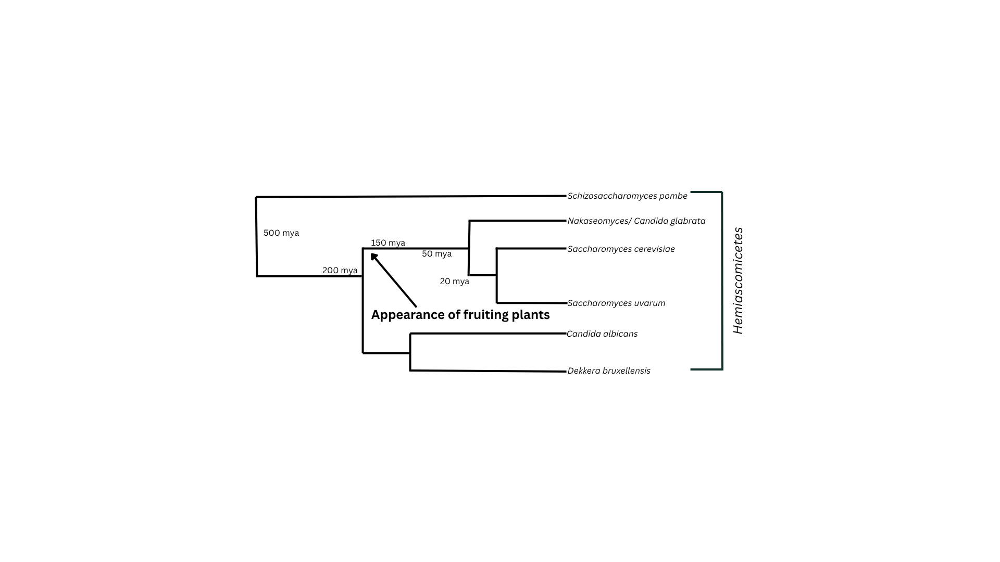 Schizosaccharomyces pombe
Nakaseomyces/ Candida glabrata
500 mya
150 mya
Saccharomyces cerevisiae
50 mya
200 mya
20 mya
Saccharomyces uvarum
Appearance of fruiting plants
Candida albicans
Dekkera bruxellensis
Hemiascomicetes